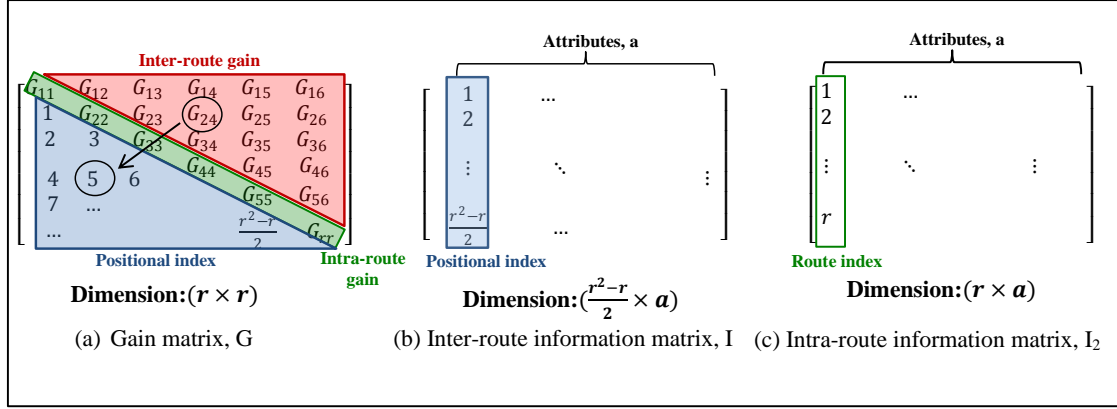 Attributes, a
Attributes, a
Inter-route gain
G₁₁ G₁₂ G₁₃ G₁₄ G₁₅ G₁₆
1 G₂₂ G₂₃ G₂₄ G₂₅ G₂₆
2 3 G₃₃ G₃₄ G₃₅ G₃₆
4 5 6 G₄₄ G₄₅ G₄₆
7 ... G₅₅ G₅₆
... r²−r/2 Gᵣᵣ
Positional index
Intra-route
gain
Dimension:(r × r)
(a) Gain matrix, G
1 ...
2
⋮ ⋱ ⋮
r²−r/2 ...
Positional index
Dimension:(r²−r/2 × a)
(b) Inter-route information matrix, I
1 ...
2
⋮ ⋱ ⋮
r
Route index
Dimension:(r × a)
(c) Intra-route information matrix, I₂